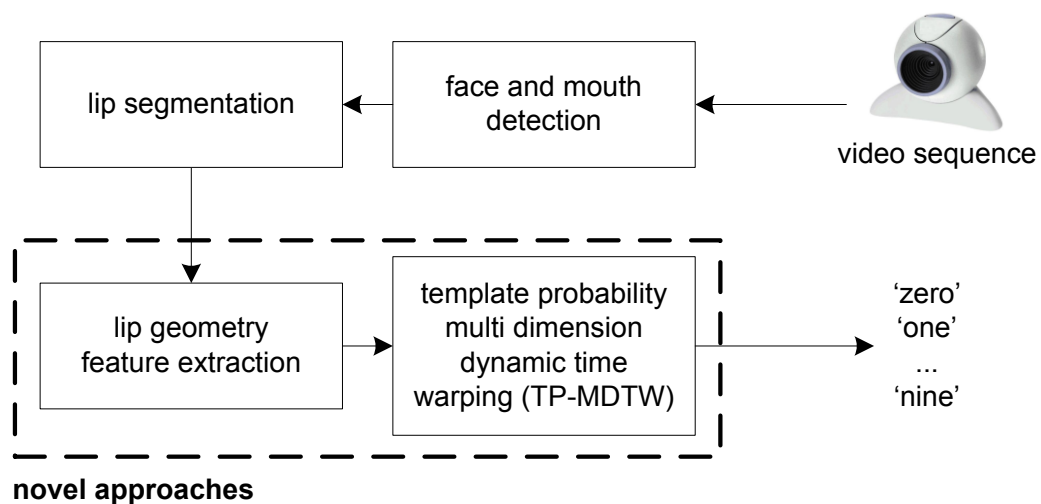 lip segmentation
face and mouth
detection
video sequence
lip geometry
feature extraction
template probability
multi dimension
dynamic time
warping (TP-MDTW)
‘zero’
‘one’
...
‘nine’
novel approaches